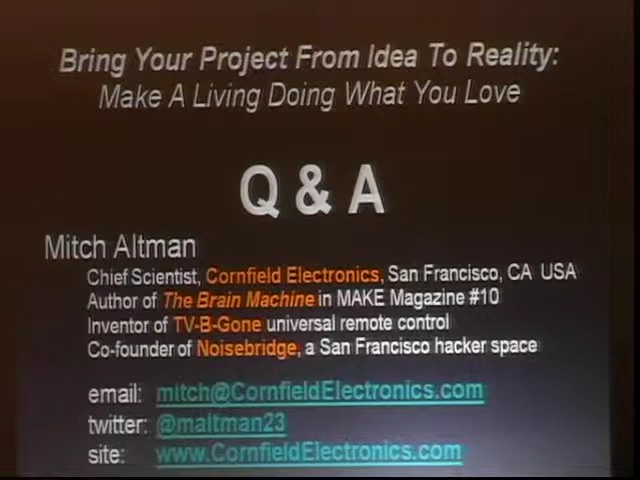 Bring Your Project From Idea To Reality:
Make A Living Doing What You Love
Q & A
Mitch Altman
Chief Scientist, Cornfield Electronics, San Francisco, CA USA
Author of The Brain Machine in MAKE Magazine #10
Inventor of TV-B-Gone universal remote control
Co-founder of Noisebridge, a San Francisco hacker space
email: mitch@CornfieldElectronics.com
twitter: @maltman23
site: www.CornfieldElectronics.com